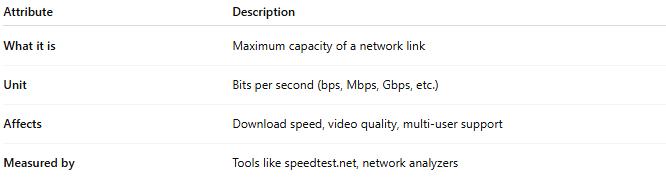 Attribute Description
What it is Maximum capacity of a network link
Unit Bits per second (bps, Mbps, Gbps, etc.)
Affects Download speed, video quality, multi-user support
Measured by Tools like speedtest.net, network analyzers